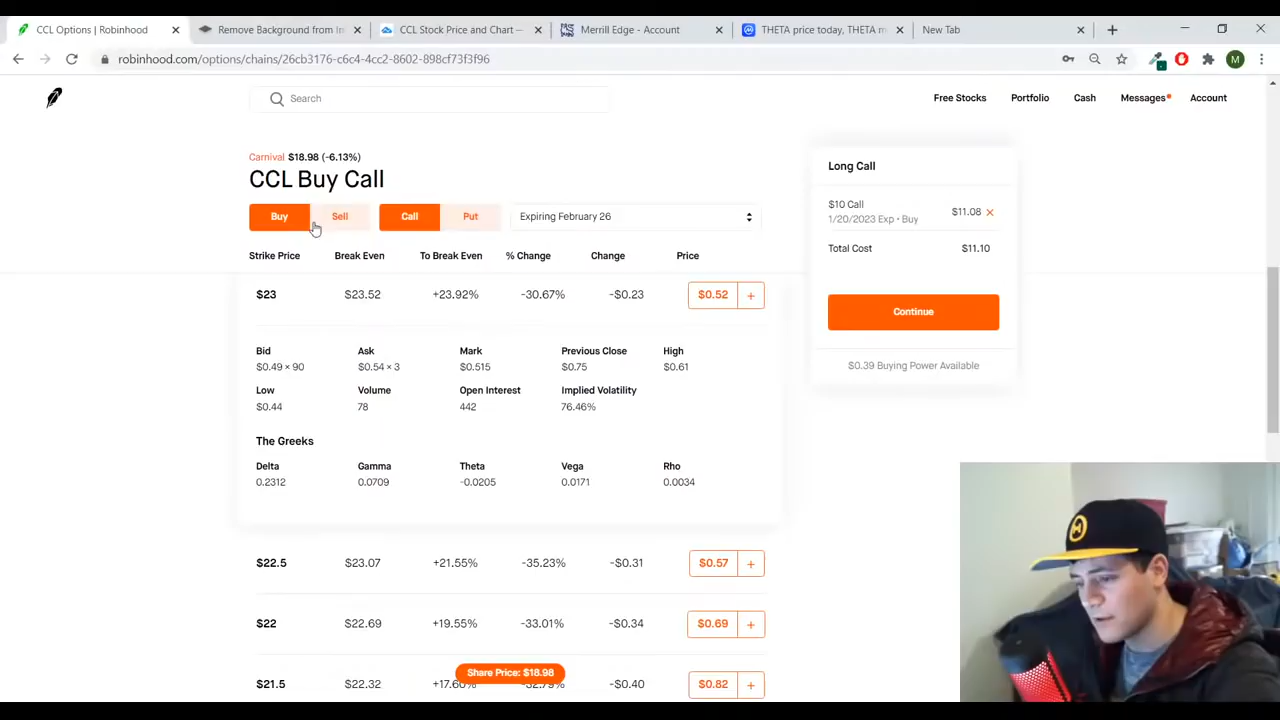 CCL Options | Robinhood
Remove Background from Im
CCL Stock Price and Chart —
Merrill Edge - Account
THETA price today, THETA m
New Tab
robinhood.com/options/chains/26cb3176-c6c4-4cc2-8602-898cf73f3f96
M
Search
Free Stocks Portfolio Cash Messages Account
Carnival $18.98 (-6.13%)
CCL Buy Call
Buy Sell Call Put Expiring February 26
Strike Price Break Even To Break Even % Change Change Price
$23 $23.52 +23.92% -30.67% -$0.23 $0.52 +
Bid Ask Mark Previous Close High
$0.49 × 90 $0.54 × 3 $0.515 $0.75 $0.61
Low Volume Open Interest Implied Volatility
$0.44 78 442 76.46%
The Greeks
Delta Gamma Theta Vega Rho
0.2312 0.0709 -0.0205 0.0171 0.0034
$22.5 $23.07 +21.55% -35.23% -$0.31 $0.57 +
$22 $22.69 +19.55% -33.01% -$0.34 $0.69 +
Share Price: $18.98
$21.5 $22.32 -$0.40 $0.82 +
Long Call
$10 Call $11.08 ×
1/20/2023 Exp • Buy
Total Cost $11.10
Continue
$0.39 Buying Power Available